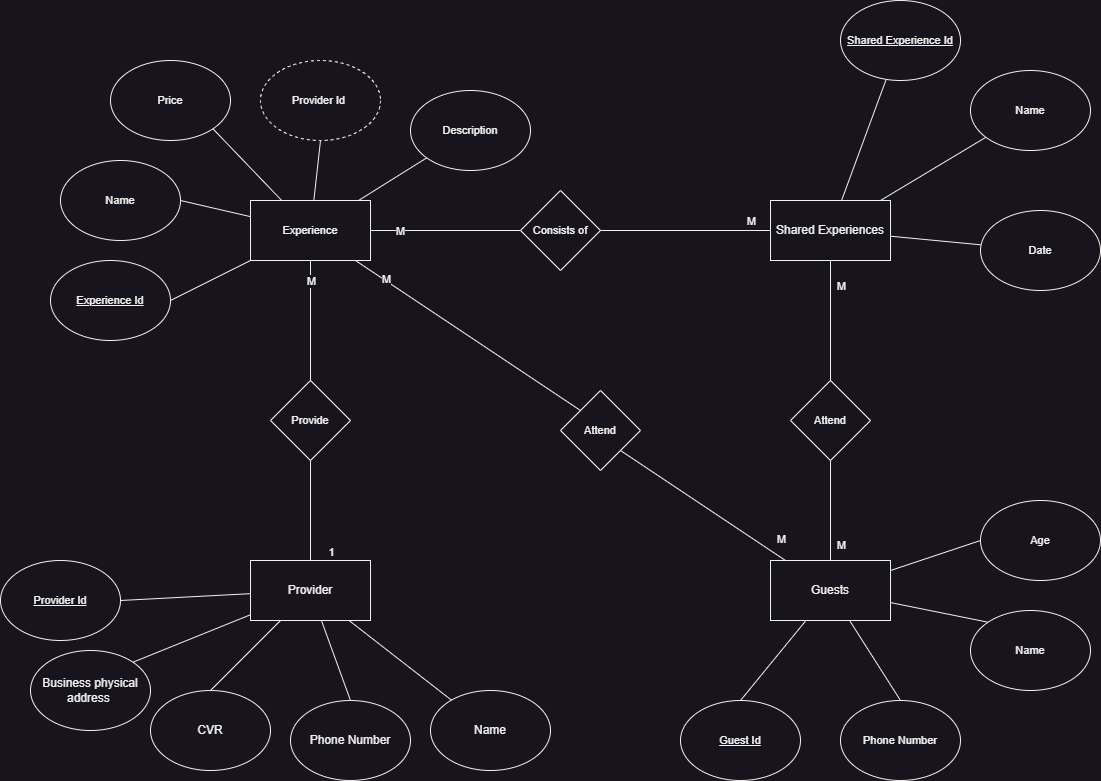 Shared Experience Id
Price
Provider Id
Description
Name
Name
Experience
M
Consists of
M
Shared Experiences
Date
Experience Id
M
M
M
Provide
Attend
Attend
1
M
M
Age
Provider Id
Provider
Guests
Name
Business physical
address
CVR
Phone Number
Name
Guest Id
Phone Number